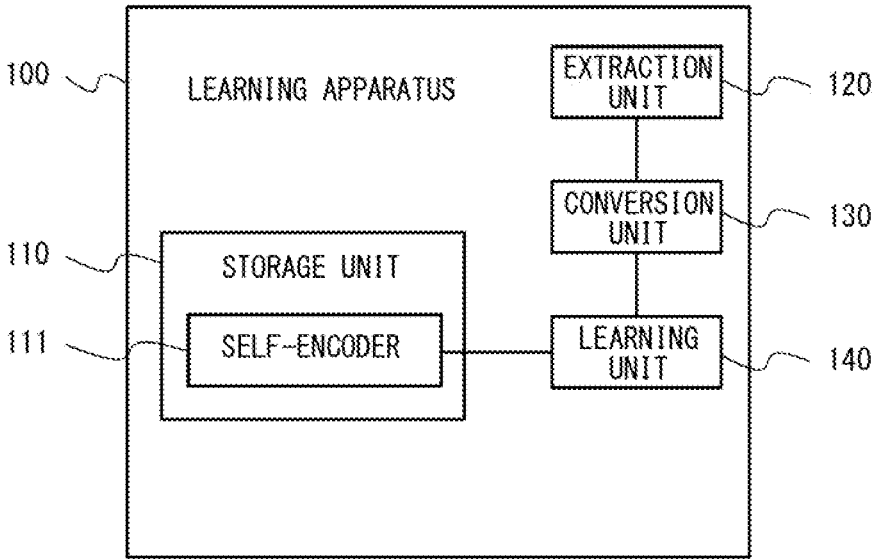 100
LEARNING APPARATUS
EXTRACTION
UNIT
120
CONVERSION
UNIT
130
110
STORAGE UNIT
111
SELF-ENCODER
LEARNING
UNIT
140